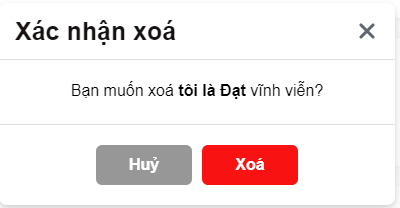 Xác nhận xoá
Bạn muốn xoá tôi là Đạt vĩnh viễn?
Huỷ Xoá